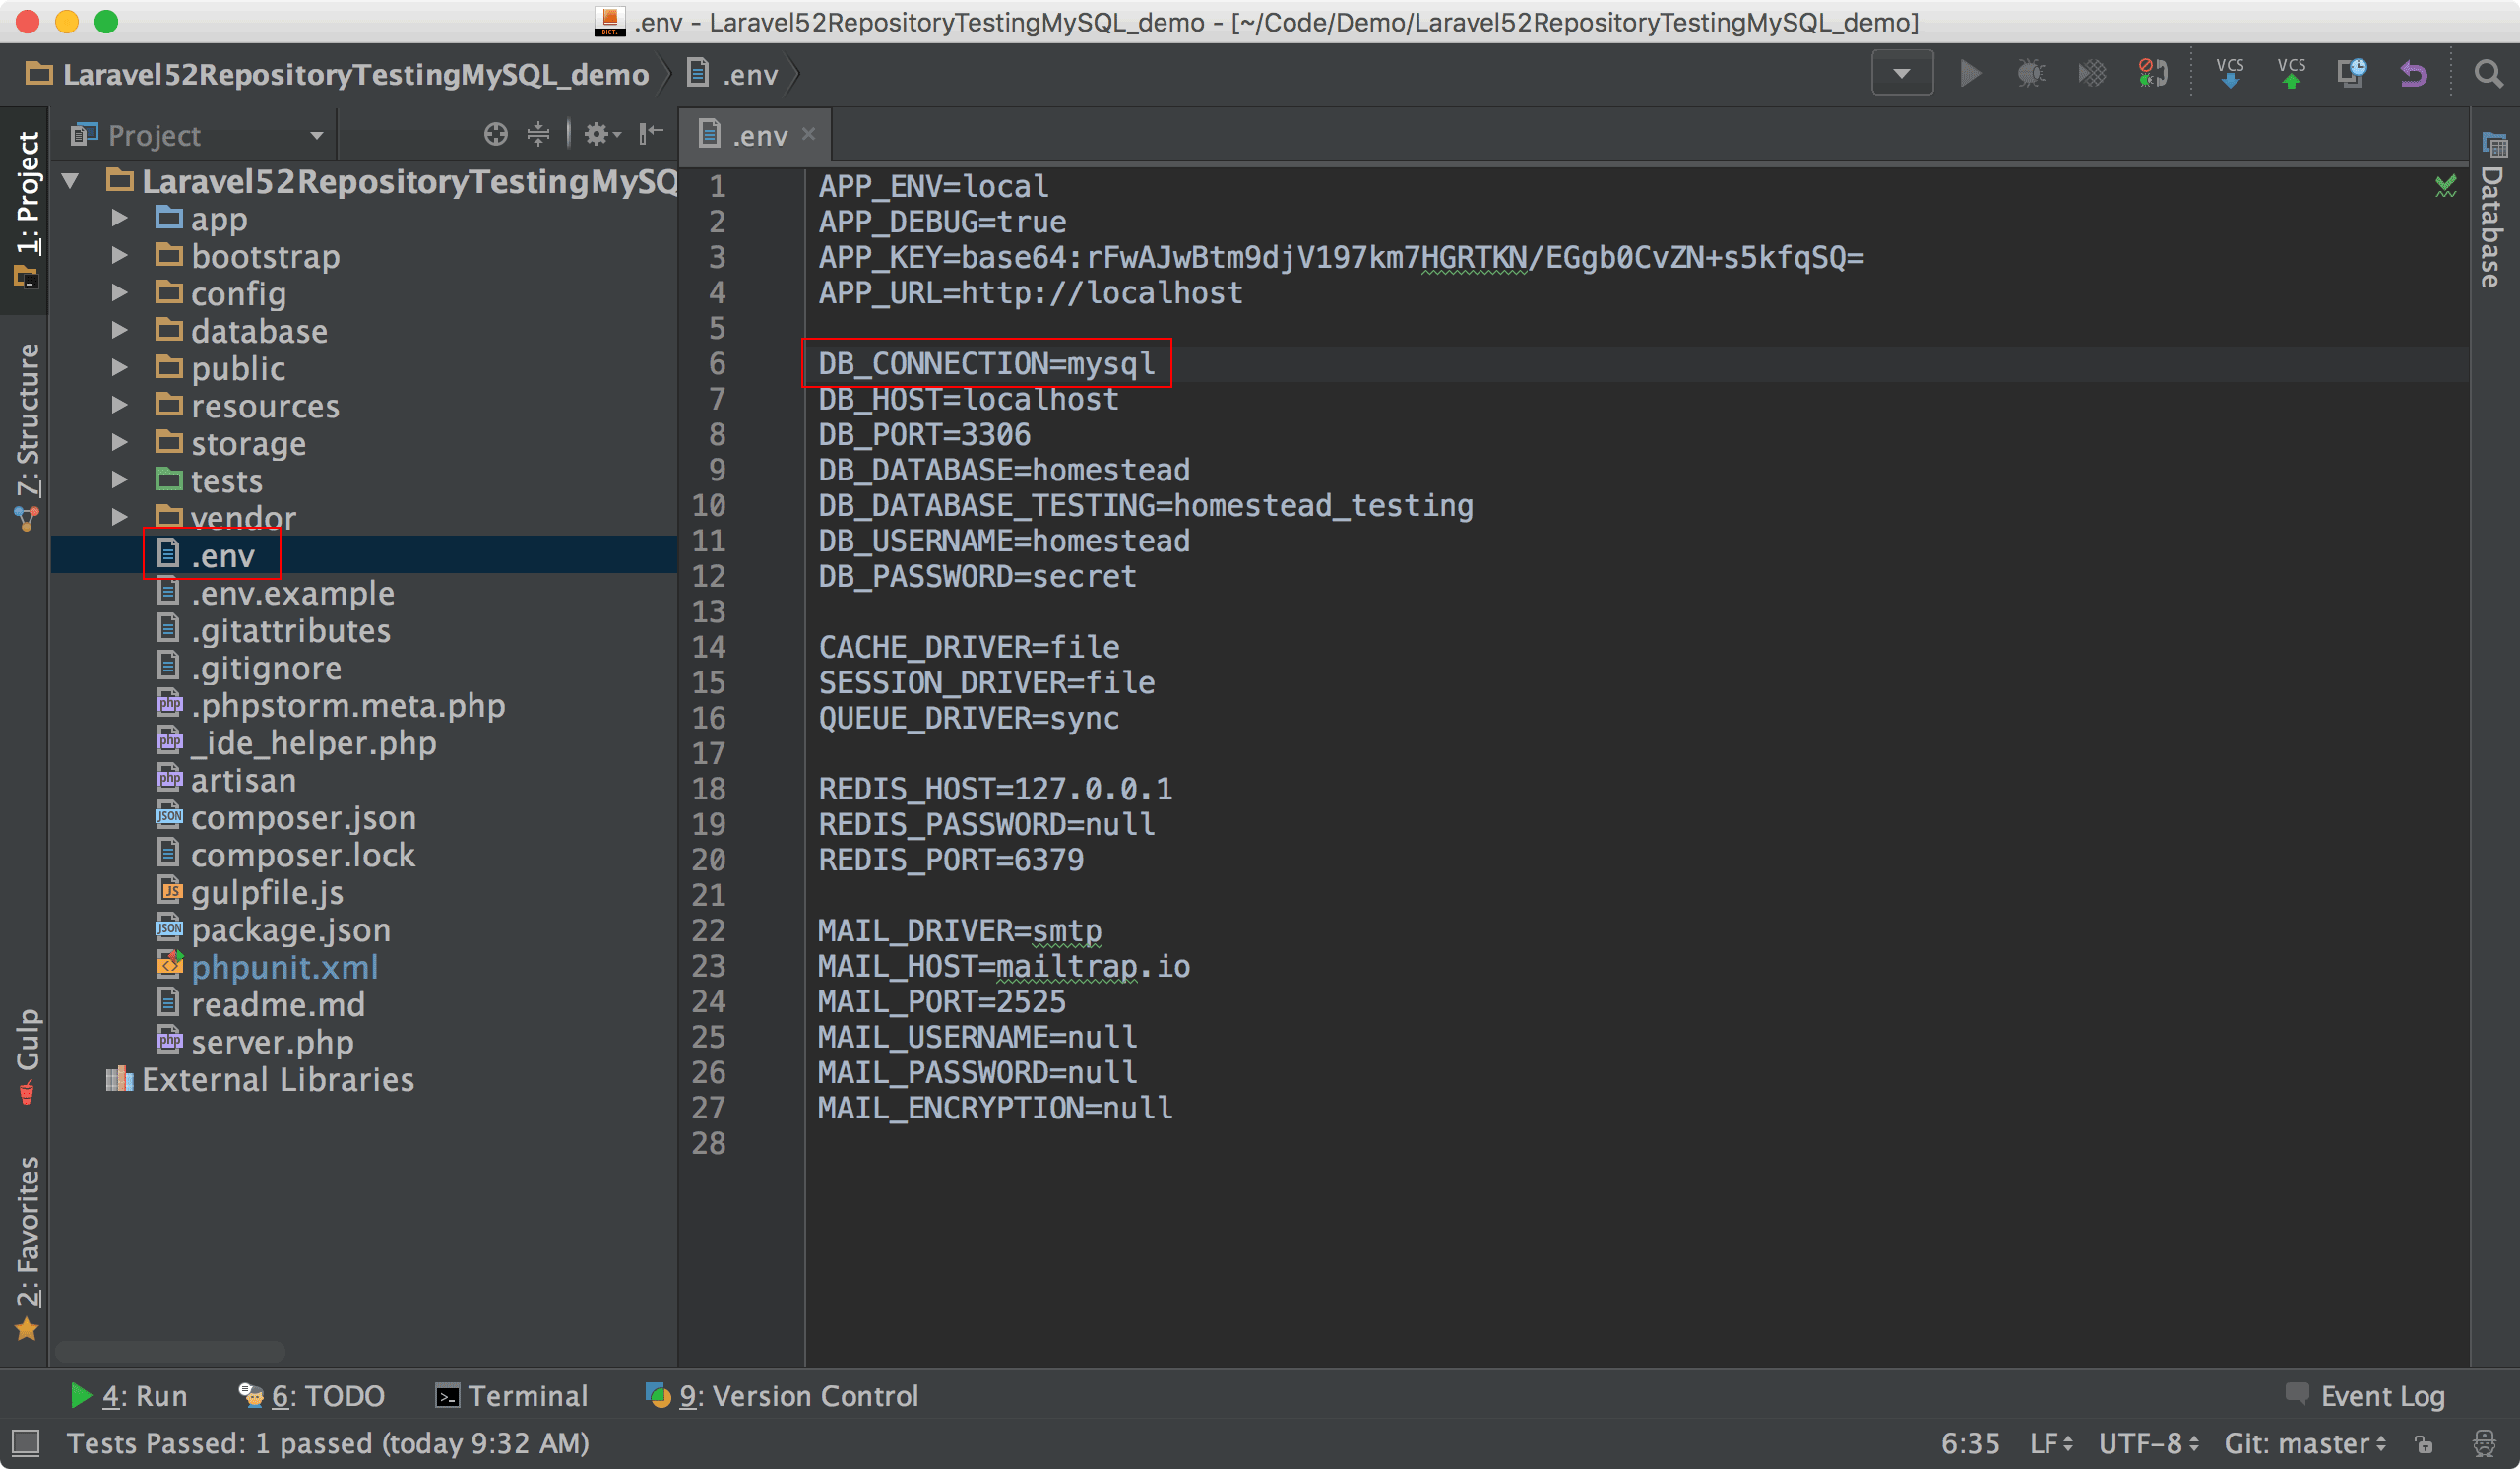 .env - Laravel52RepositoryTestingMySQL_demo - [~/Code/Demo/Laravel52RepositoryTestingMySQL_demo]
Laravel52RepositoryTestingMySQL_demo
.env
VCS
VCS
1: Project
7: Structure
Gulp
2: Favorites
Project
Laravel52RepositoryTestingMySQ
app
bootstrap
config
database
public
resources
storage
tests
vendor
.env
.env.example
.gitattributes
.gitignore
.phpstorm.meta.php
_ide_helper.php
artisan
composer.json
composer.lock
gulpfile.js
package.json
phpunit.xml
readme.md
server.php
External Libraries
.env
1 APP_ENV=local
2 APP_DEBUG=true
3 APP_KEY=base64:rFwAJwBtm9djV197km7HGRTKN/EGgb0CvZN+s5kfqSQ=
4 APP_URL=http://localhost
5
6 DB_CONNECTION=mysql
7 DB_HOST=localhost
8 DB_PORT=3306
9 DB_DATABASE=homestead
10 DB_DATABASE_TESTING=homestead_testing
11 DB_USERNAME=homestead
12 DB_PASSWORD=secret
13
14 CACHE_DRIVER=file
15 SESSION_DRIVER=file
16 QUEUE_DRIVER=sync
17
18 REDIS_HOST=127.0.0.1
19 REDIS_PASSWORD=null
20 REDIS_PORT=6379
21
22 MAIL_DRIVER=smtp
23 MAIL_HOST=mailtrap.io
24 MAIL_PORT=2525
25 MAIL_USERNAME=null
26 MAIL_PASSWORD=null
27 MAIL_ENCRYPTION=null
28
Database
4: Run
6: TODO
Terminal
9: Version Control
Event Log
Tests Passed: 1 passed (today 9:32 AM)
6:35
LF
UTF-8
Git: master